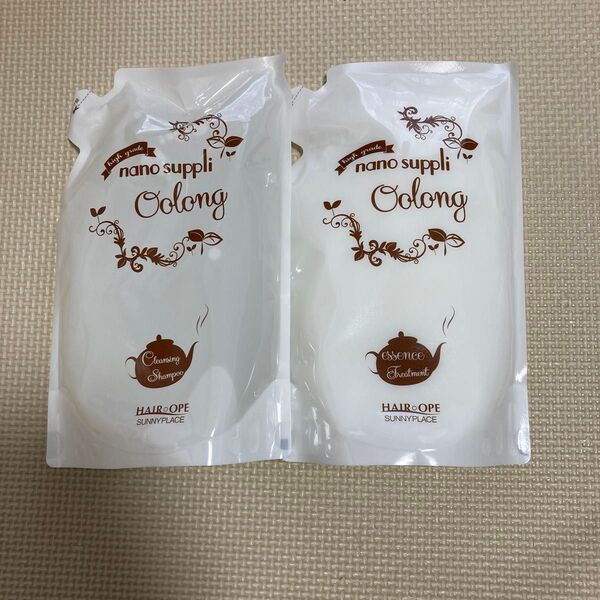 high grade
nano suppli
Oolong
Cleansing
Shampoo
HAIR OPE
SUNNYPLACE
high grade
nano suppli
Oolong
essence
Treatment
HAIR OPE
SUNNYPLACE